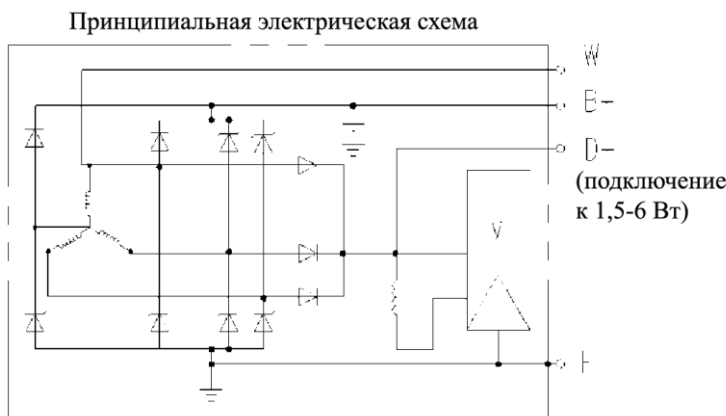 Принципиальная электрическая схема
W
B-
D-
(подключение
к 1,5-6 Вт)
V